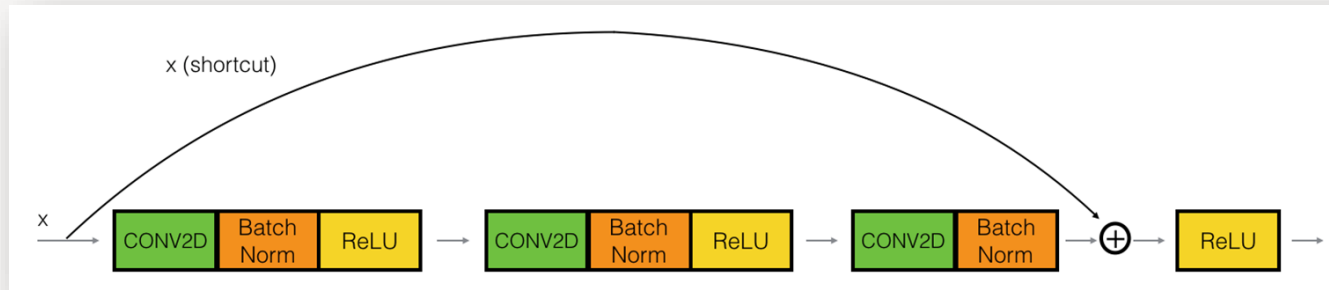 x (shortcut)
x
CONV2D
Batch
Norm
ReLU
CONV2D
Batch
Norm
ReLU
CONV2D
Batch
Norm
ReLU